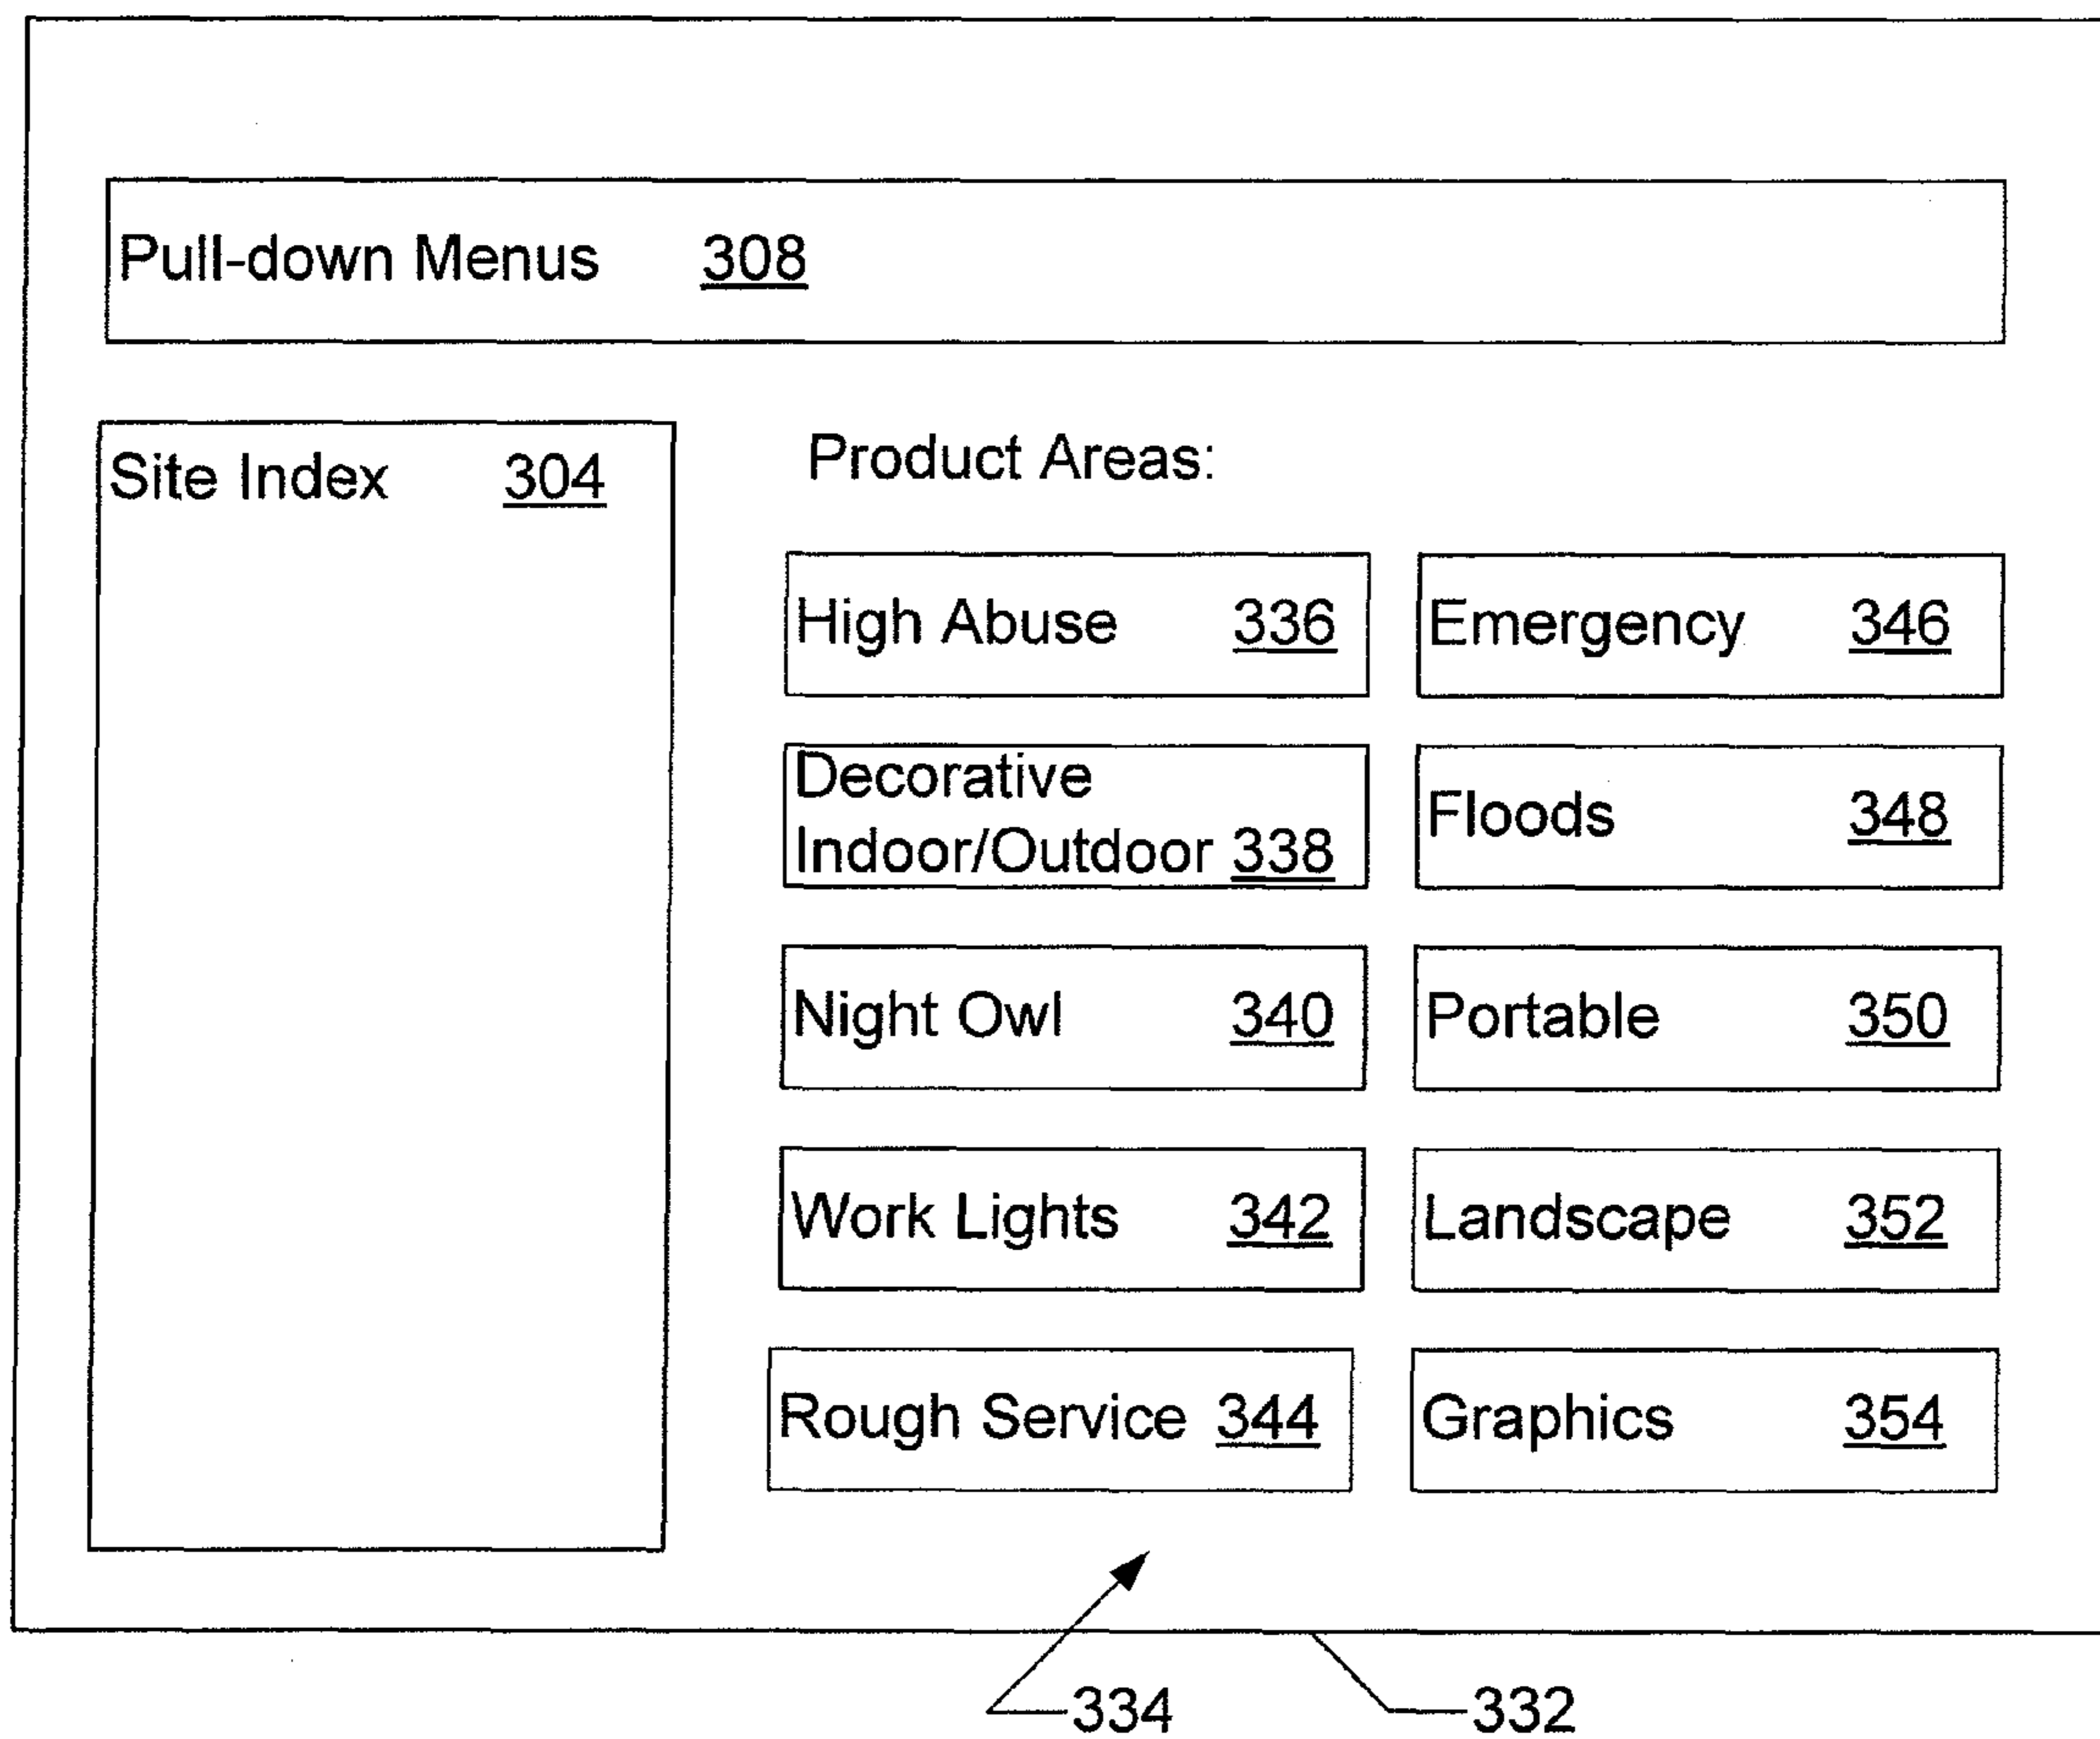 Pull-down Menus 308
Site Index 304
Product Areas:
High Abuse 336
Emergency 346
Decorative
Indoor/Outdoor 338
Floods 348
Night Owl 340
Portable 350
Work Lights 342
Landscape 352
Rough Service 344
Graphics 354
334
332